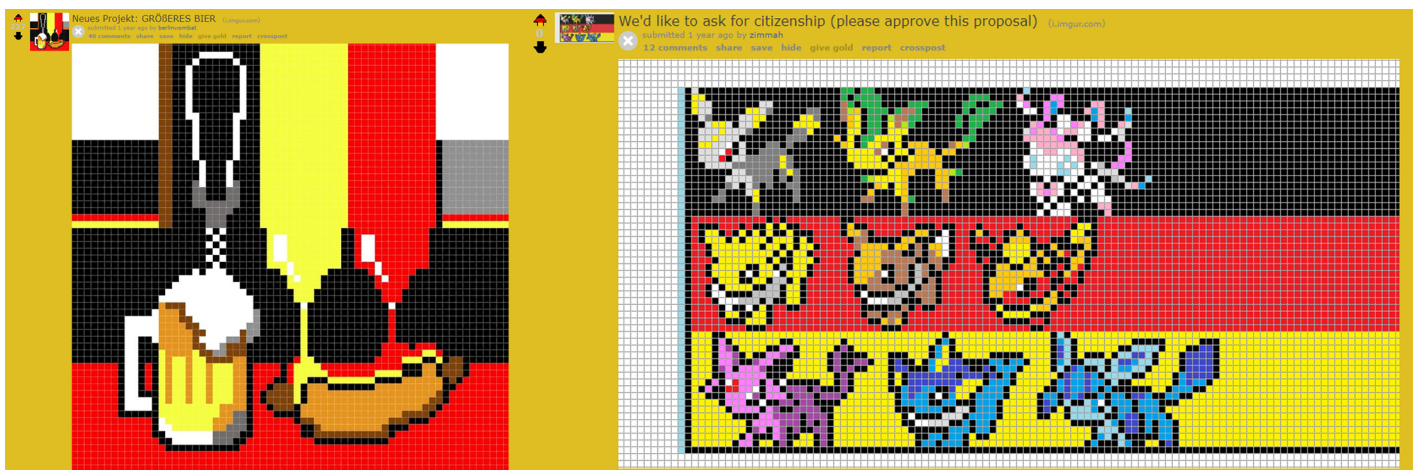 Neues Projekt: GRÖßERES BIER (i.imgur.com)
submitted 1 year ago by berlinvombat
40 comments share save hide give gold report crosspost
We'd like to ask for citizenship (please approve this proposal) (i.imgur.com)
0
submitted 1 year ago by zimmah
12 comments share save hide give gold report crosspost